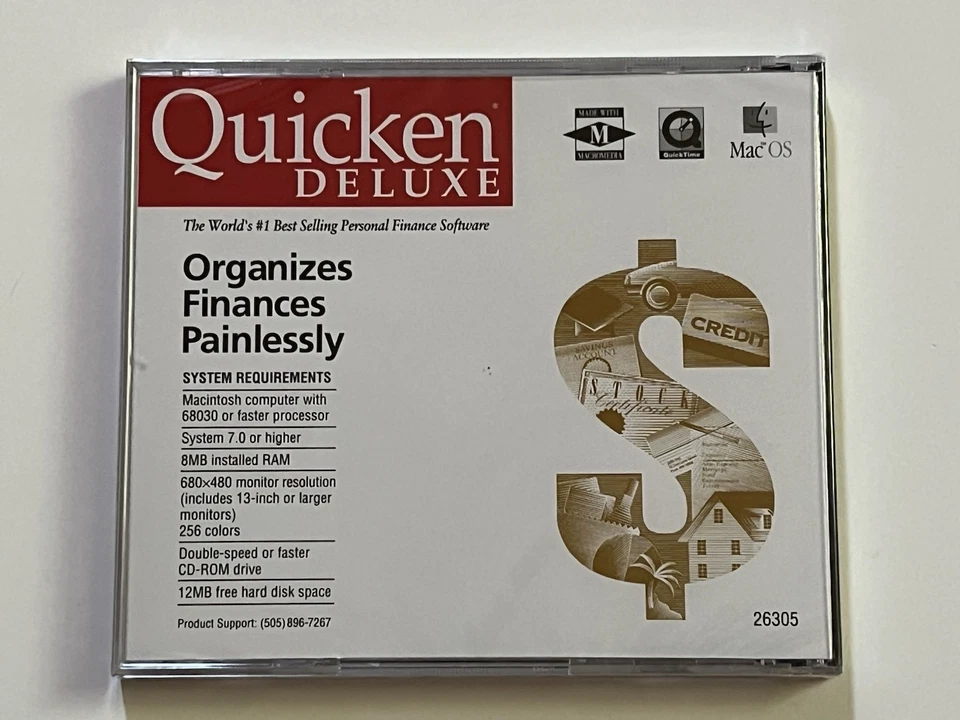 Quicken®
DELUXE
MADE WITH
M
MACROMEDIA
QuickTime
Mac™OS
The World's #1 Best Selling Personal Finance Software
Organizes
Finances
Painlessly
SYSTEM REQUIREMENTS
Macintosh computer with
68030 or faster processor
System 7.0 or higher
8MB installed RAM
680×480 monitor resolution
(includes 13-inch or larger
monitors)
256 colors
Double-speed or faster
CD-ROM drive
12MB free hard disk space
Product Support: (505) 896-7267
CREDIT
SAVINGS
ACCOUNT
STOCK
Certificate
26305